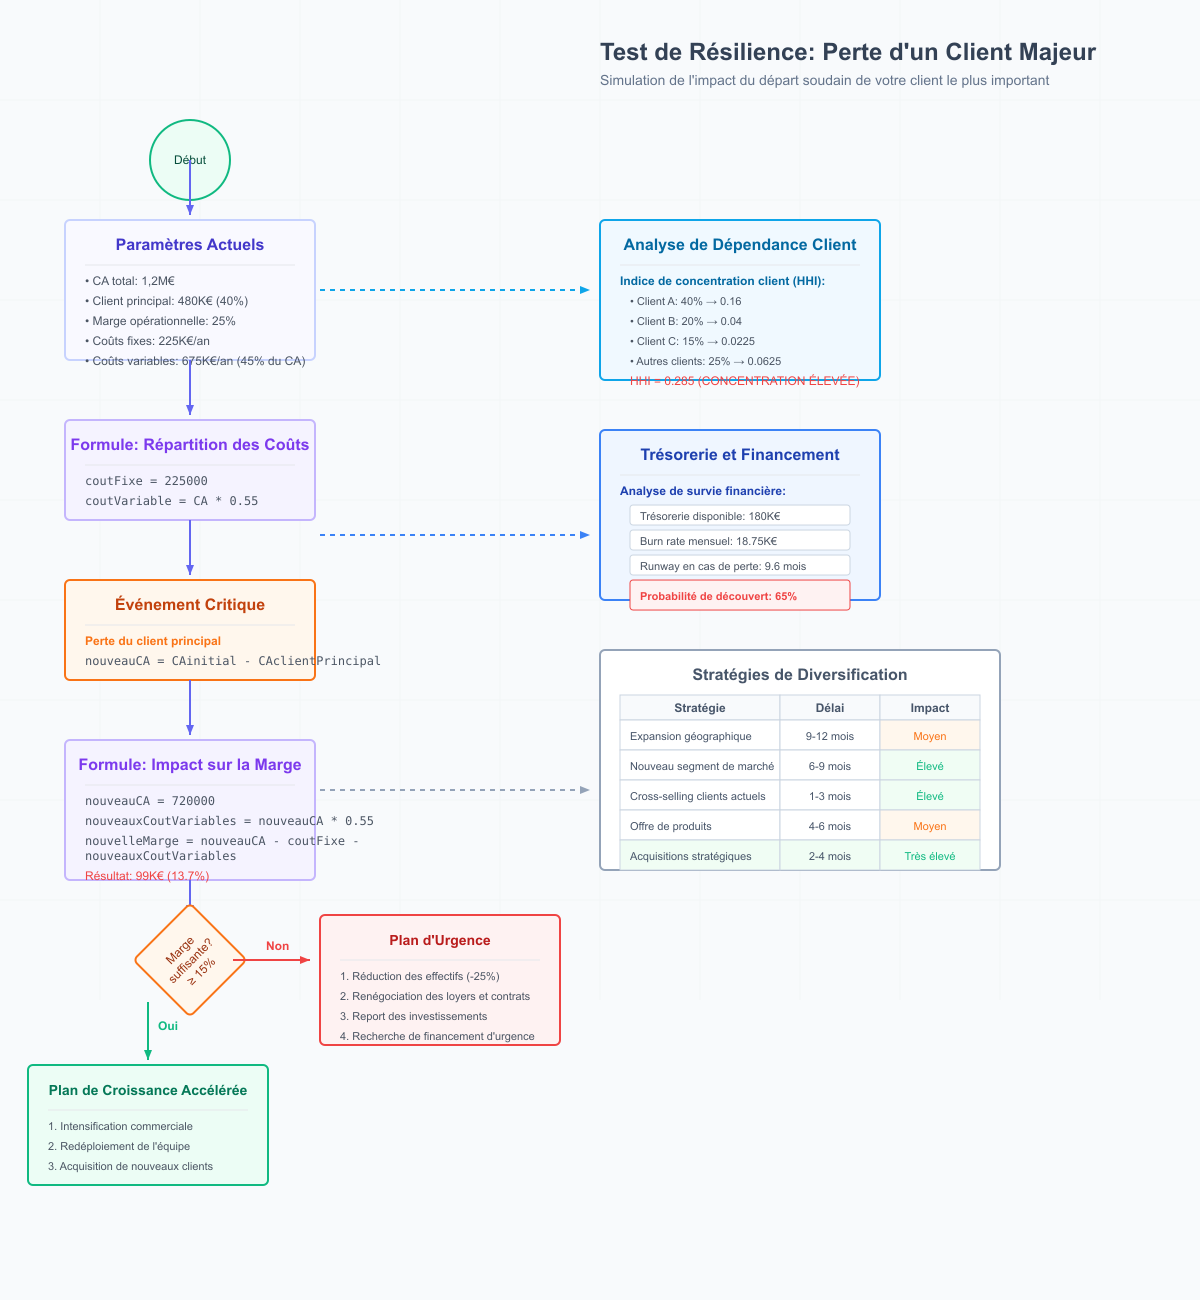 Test de Résilience: Perte d'un Client Majeur
Simulation de l'impact du départ soudain de votre client le plus important
Début
Paramètres Actuels
• CA total: 1,2M€
• Client principal: 480K€ (40%)
• Marge opérationnelle: 25%
• Coûts fixes: 225K€/an
• Coûts variables: 675K€/an (45% du CA)
Formule: Répartition des Coûts
coutFixe = 225000
coutVariable = CA * 0.55
Événement Critique
Perte du client principal
nouveauCA = CAinitial - CAclientPrincipal
Formule: Impact sur la Marge
nouveauCA = 720000
nouveauxCoutVariables = nouveauCA * 0.55
nouvelleMarge = nouveauCA - coutFixe -
nouveauxCoutVariables
Résultat: 99K€ (13.7%)
Marge
suffisante?
≥ 15%
Non
Oui
Plan d'Urgence
1. Réduction des effectifs (-25%)
2. Renégociation des loyers et contrats
3. Report des investissements
4. Recherche de financement d'urgence
Plan de Croissance Accélérée
1. Intensification commerciale
2. Redéploiement de l'équipe
3. Acquisition de nouveaux clients
Analyse de Dépendance Client
Indice de concentration client (HHI):
• Client A: 40% → 0.16
• Client B: 20% → 0.04
• Client C: 15% → 0.0225
• Autres clients: 25% → 0.0625
HHI = 0.285 (CONCENTRATION ÉLEVÉE)
Trésorerie et Financement
Analyse de survie financière:
Trésorerie disponible: 180K€
Burn rate mensuel: 18.75K€
Runway en cas de perte: 9.6 mois
Probabilité de découvert: 65%
Stratégies de Diversification
Stratégie Délai Impact
Expansion géographique 9-12 mois Moyen
Nouveau segment de marché 6-9 mois Élevé
Cross-selling clients actuels 1-3 mois Élevé
Offre de produits 4-6 mois Moyen
Acquisitions stratégiques 2-4 mois Très élevé